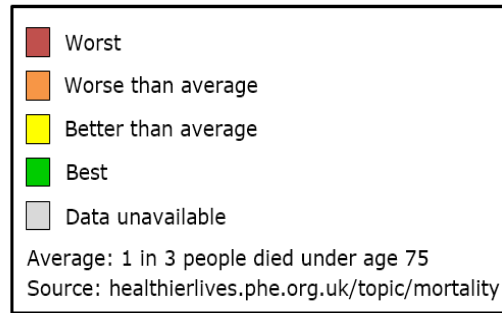 Worst
Worse than average
Better than average
Best
Data unavailable
Average: 1 in 3 people died under age 75
Source: healthierlives.phe.org.uk/topic/mortality